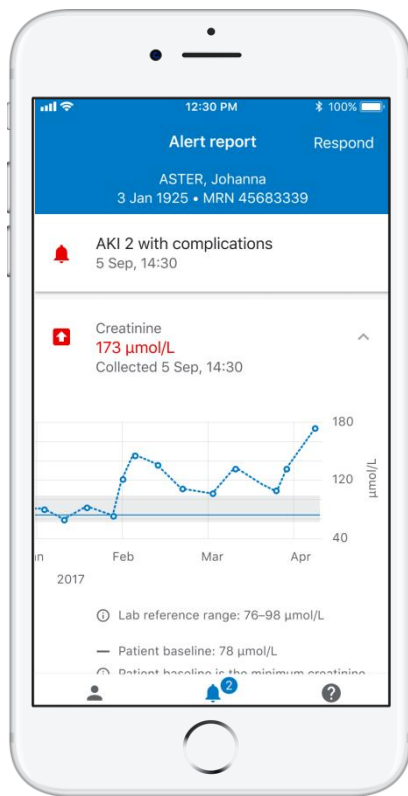 12:30 PM
100%
Alert report
Respond
ASTER, Johanna
3 Jan 1925 • MRN 45683339
AKI 2 with complications
5 Sep, 14:30
Creatinine
173 μmol/L
Collected 5 Sep, 14:30
180
120
μmol/L
40
n Feb Mar Apr
2017
Lab reference range: 76–98 μmol/L
Patient baseline: 78 μmol/L
Patient baseline is the minimum creatinine
2